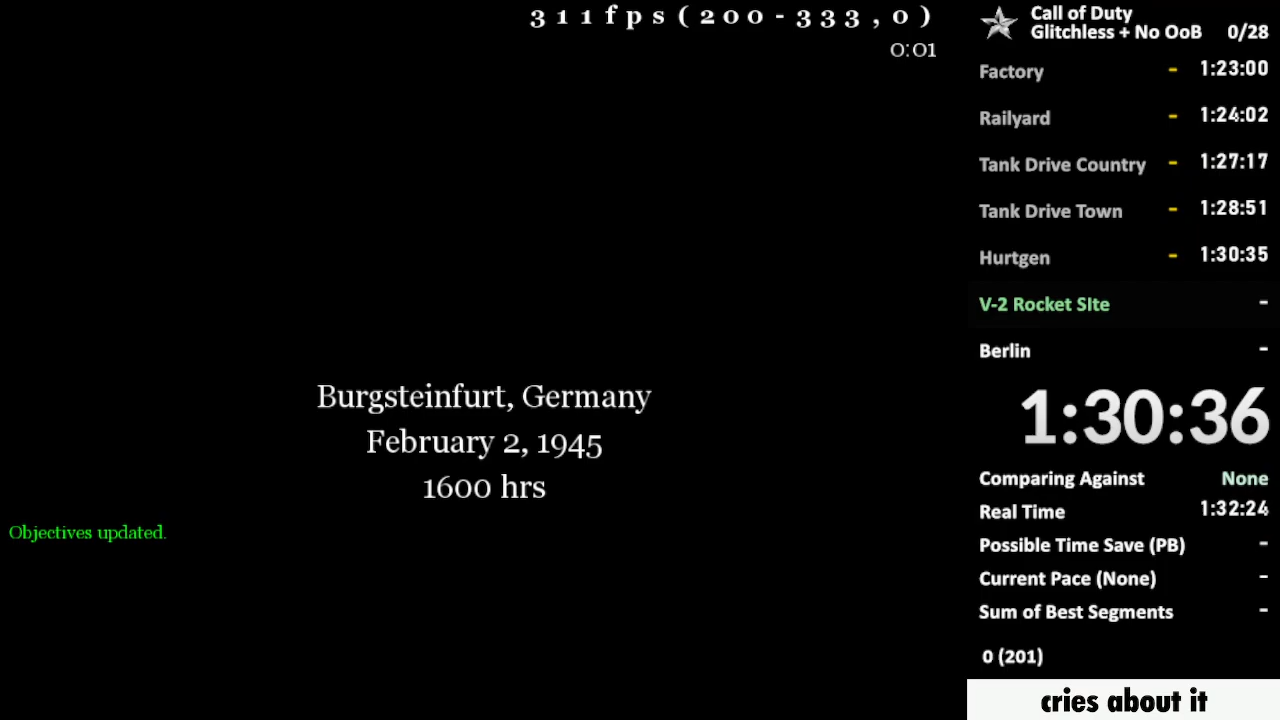 311fps(200-333,0)
0:01
Burgsteinfurt, Germany
February 2, 1945
1600 hrs
Objectives updated.
Call of Duty
Glitchless + No OoB 0/28
Factory - 1:23:00
Railyard - 1:24:02
Tank Drive Country - 1:27:17
Tank Drive Town - 1:28:51
Hurtgen - 1:30:35
V-2 Rocket SIte -
Berlin -
1:30:36
Comparing Against None
Real Time 1:32:24
Possible Time Save (PB) -
Current Pace (None) -
Sum of Best Segments -
0 (201)
cries about it